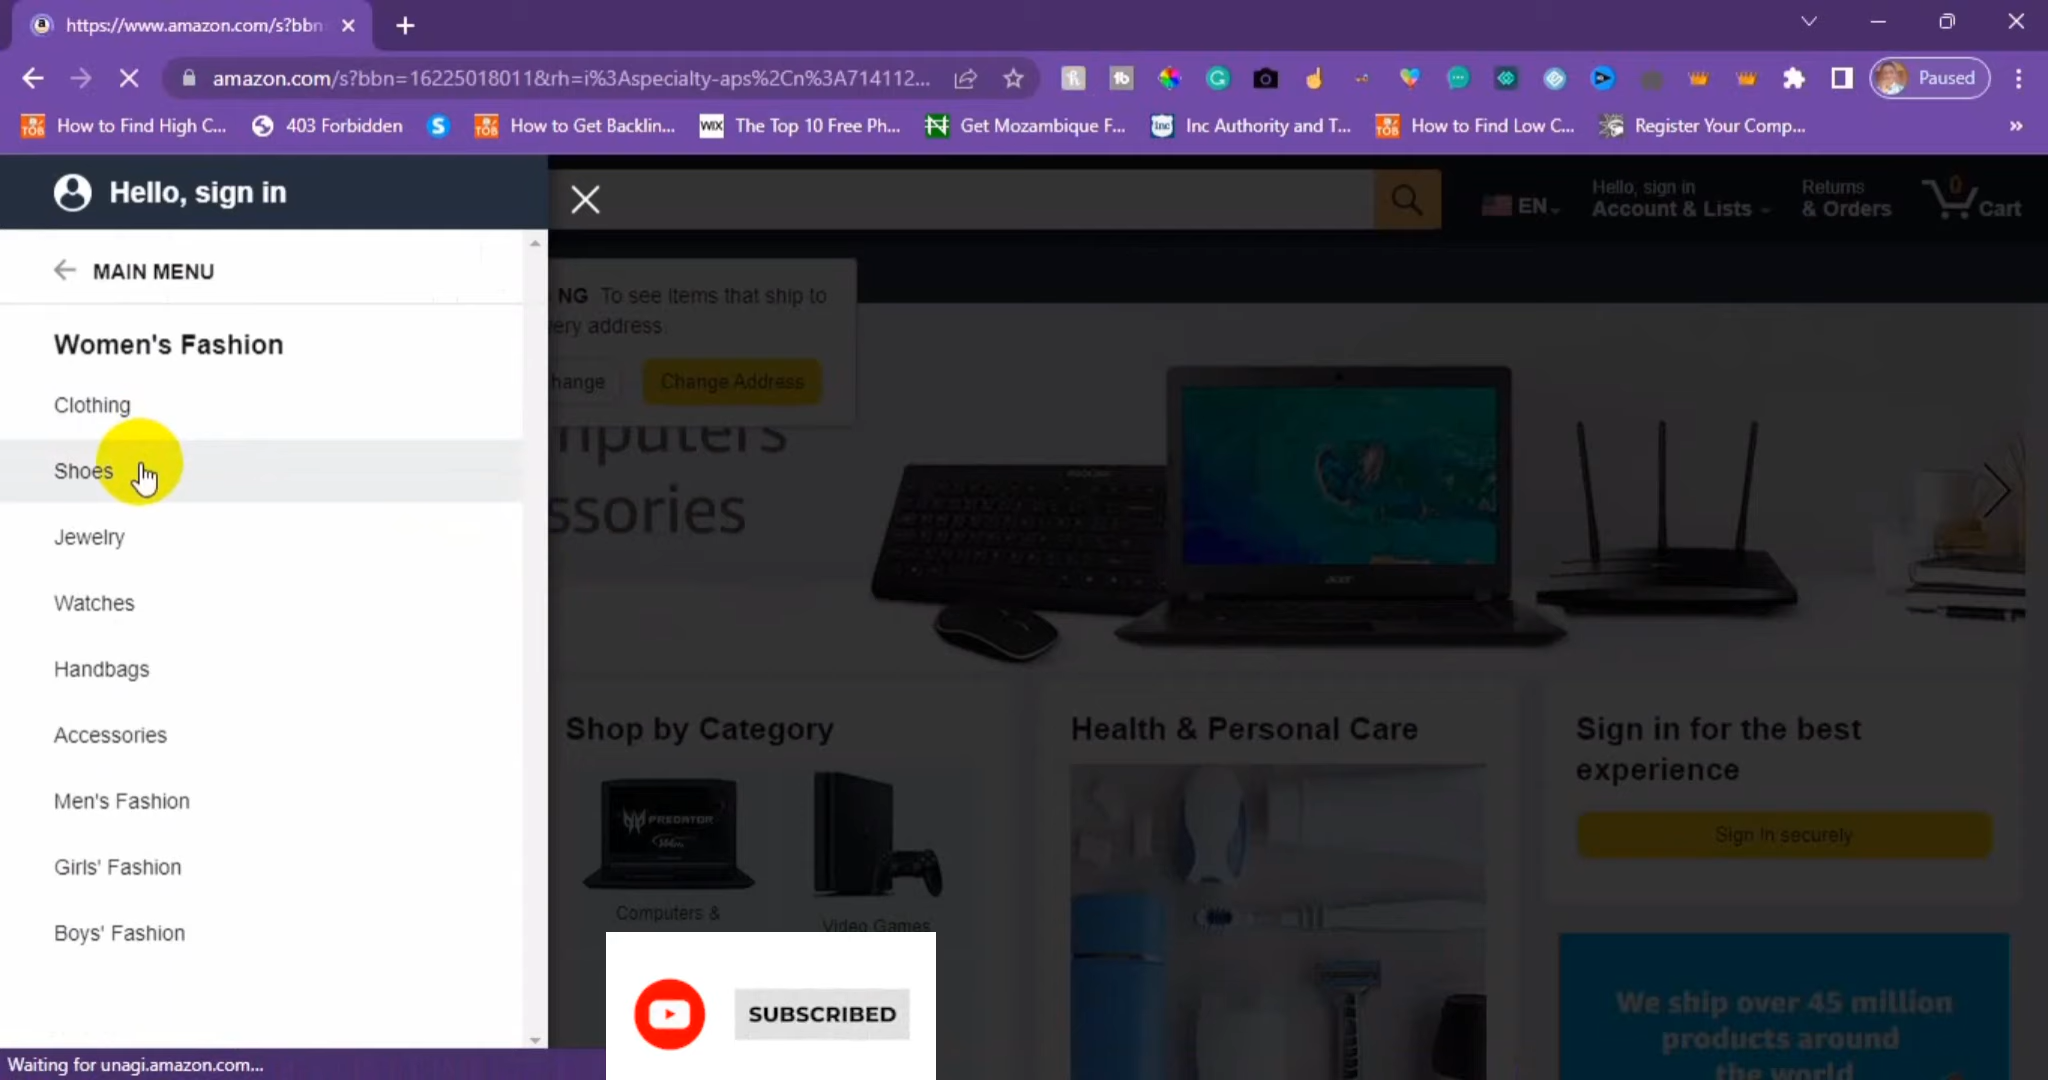 https://www.amazon.com/s?bbn
amazon.com/s?bbn=16225018011&rh=i%3Aspecialty-aps%2Cn%3A714112...
Paused
How to Find High C...
403 Forbidden
How to Get Backlin...
WIX
The Top 10 Free Ph...
Get Mozambique F...
Inc Authority and T...
How to Find Low C...
Register Your Comp...
Hello, sign in
EN
Hello, sign in
Account & Lists
Returns
& Orders
0
Cart
MAIN MENU
NG To see items that ship to
ery address.
hange
Change Address
Women's Fashion
Clothing
Shoes
Jewelry
Watches
Handbags
Accessories
Men's Fashion
Girls' Fashion
Boys' Fashion
mputers
ssories
acer
Shop by Category
PREDATOR
Computers &
Video Games
Health & Personal Care
Sign in for the best
experience
Sign in securely
We ship over 45 million
products around
the world
SUBSCRIBED
Waiting for unagi.amazon.com...